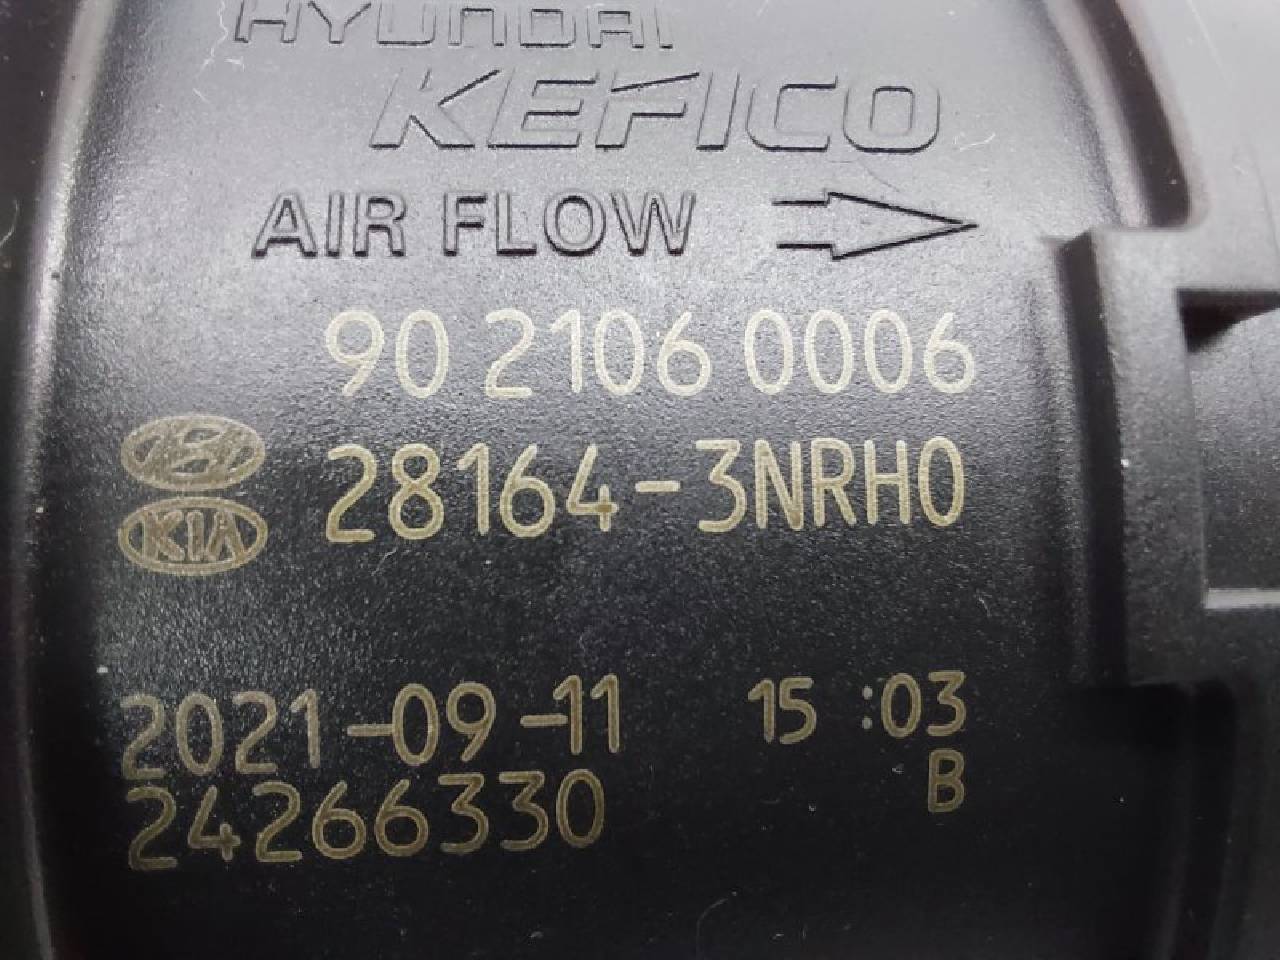 HYUNDAI
KEFICO
AIR FLOW
90 2106 0006
28164-3NRH0
KIA
2021-09-11 15:03
24266330 B